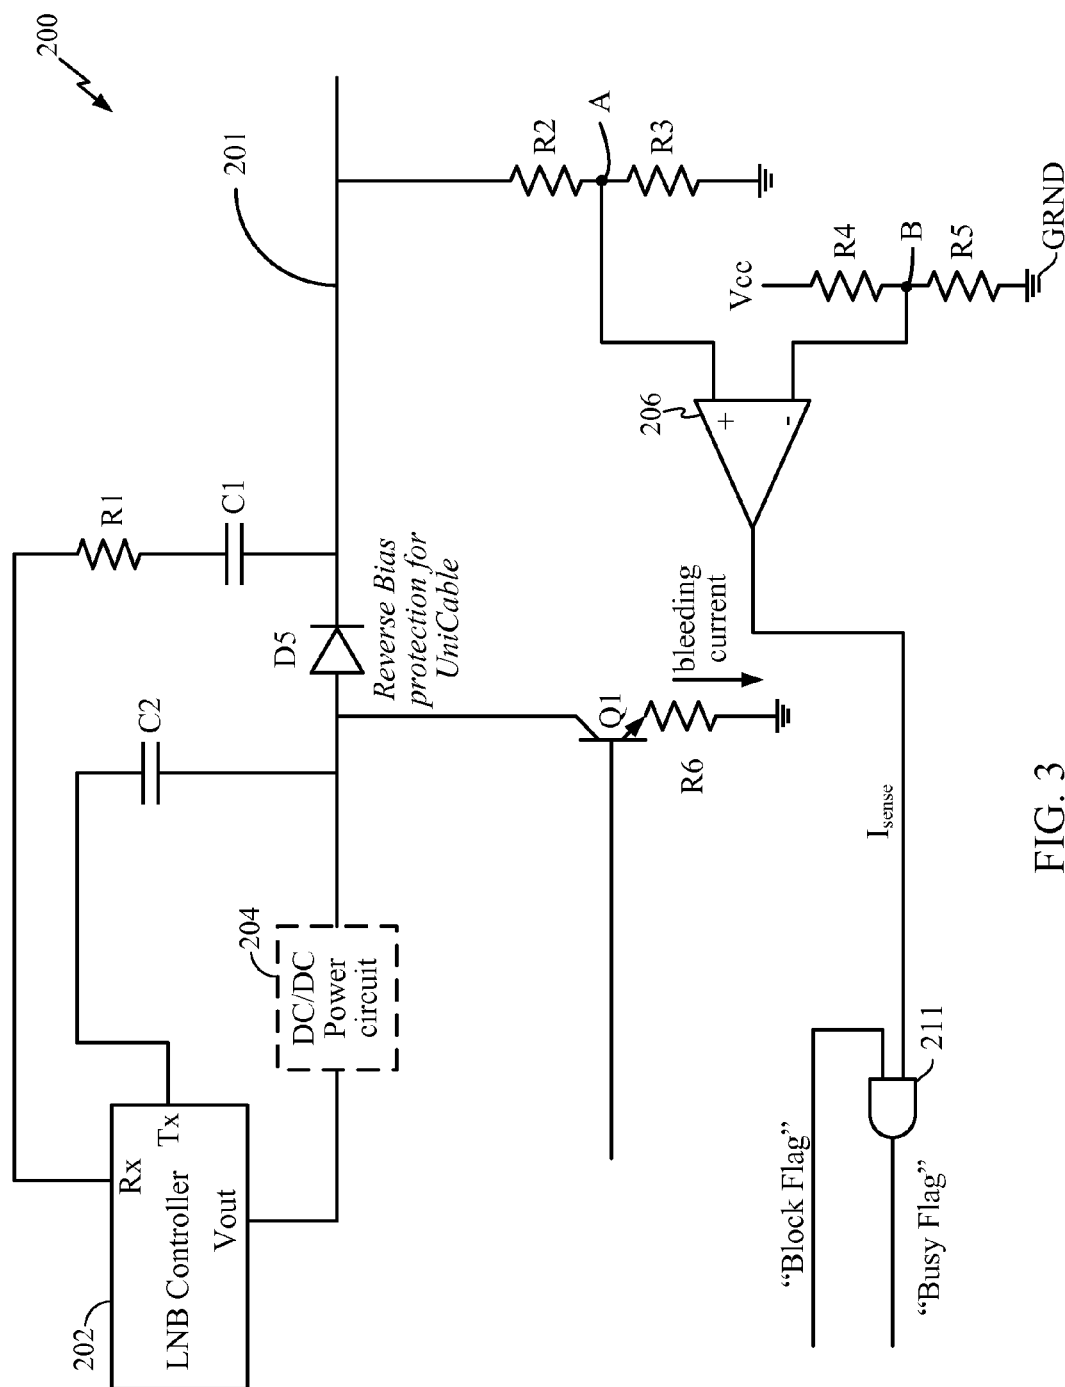 200
201
R1
C1
C2
D5
Reverse Bias
protection for
UniCable
Rx
Tx
LNB Controller
Vout
202
204
DC/DC
Power
circuit
Q1
R6
bleeding
current
R2
A
R3
Vcc
R4
B
R5
GRND
206
+
-
Isense
211
“Block Flag”
“Busy Flag”
FIG. 3